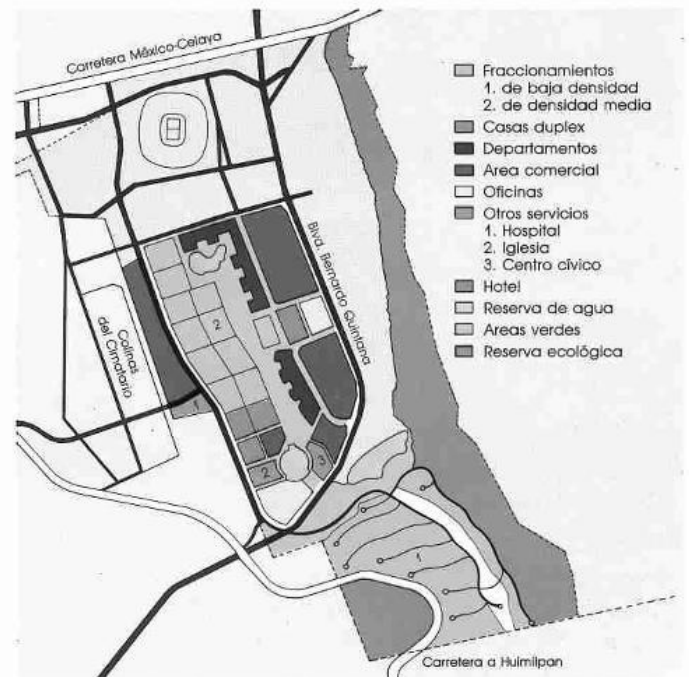 Carretera México-Celaya
Fraccionamientos
1. de baja densidad
2. de densidad media
Casas duplex
Departamentos
Area comercial
Oficinas
Otros servicios
1. Hospital
2. Iglesia
3. Centro cívico
Hotel
Reserva de agua
Areas verdes
Reserva ecológica
Blvd. Bernardo Quintana
Colinas
del Cimatario
2
1
2
3
1
Carretera a Huimilpan